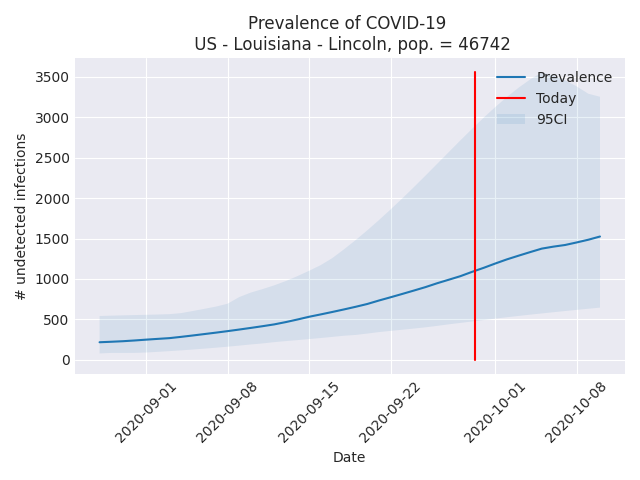 Prevalence of COVID-19
US - Louisiana - Lincoln, pop. = 46742
3500
3000
2500
2000
1500
1000
500
0
# undetected infections
Prevalence
Today
95CI
2020-09-01
2020-09-08
2020-09-15
2020-09-22
2020-10-01
2020-10-08
Date